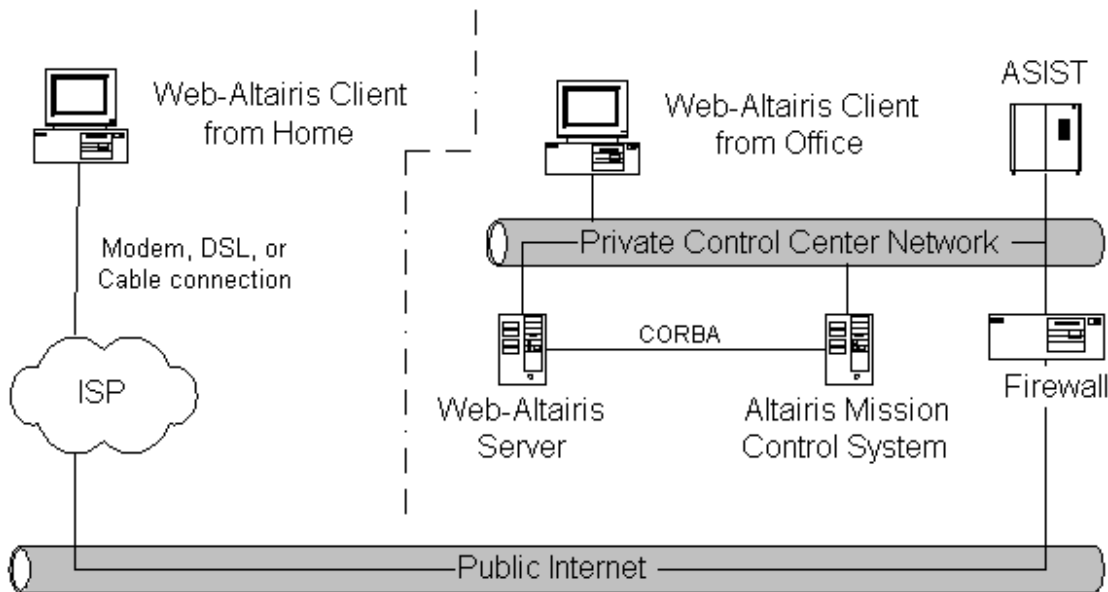 Web-Altairis Client
from Home
Web-Altairis Client
from Office
ASIST
Modem, DSL, or
Cable connection
Private Control Center Network
CORBA
ISP
Web-Altairis
Server
Altairis Mission
Control System
Firewall
Public Internet